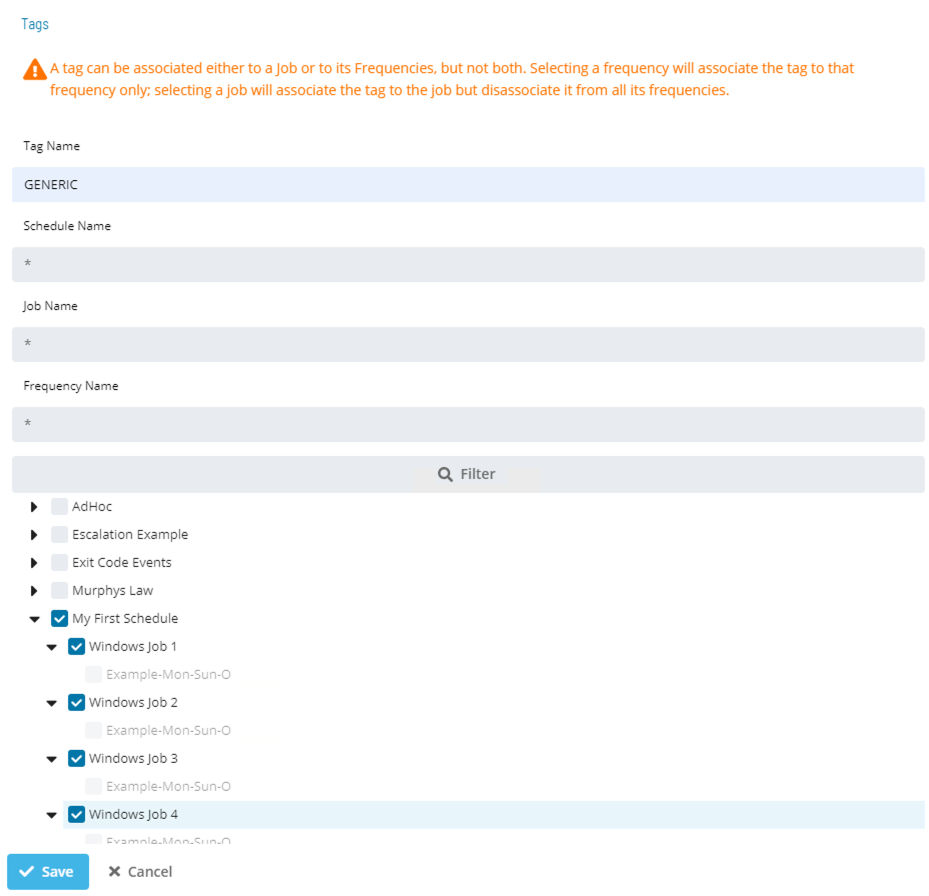 Tags
A tag can be associated either to a Job or to its Frequencies, but not both. Selecting a frequency will associate the tag to that
frequency only; selecting a job will associate the tag to the job but disassociate it from all its frequencies.
Tag Name
GENERIC
Schedule Name
*
Job Name
*
Frequency Name
*
Filter
AdHoc
Escalation Example
Exit Code Events
Murphys Law
My First Schedule
Windows Job 1
Example-Mon-Sun-O
Windows Job 2
Example-Mon-Sun-O
Windows Job 3
Example-Mon-Sun-O
Windows Job 4
Example-Mon-Sun-O
Save Cancel